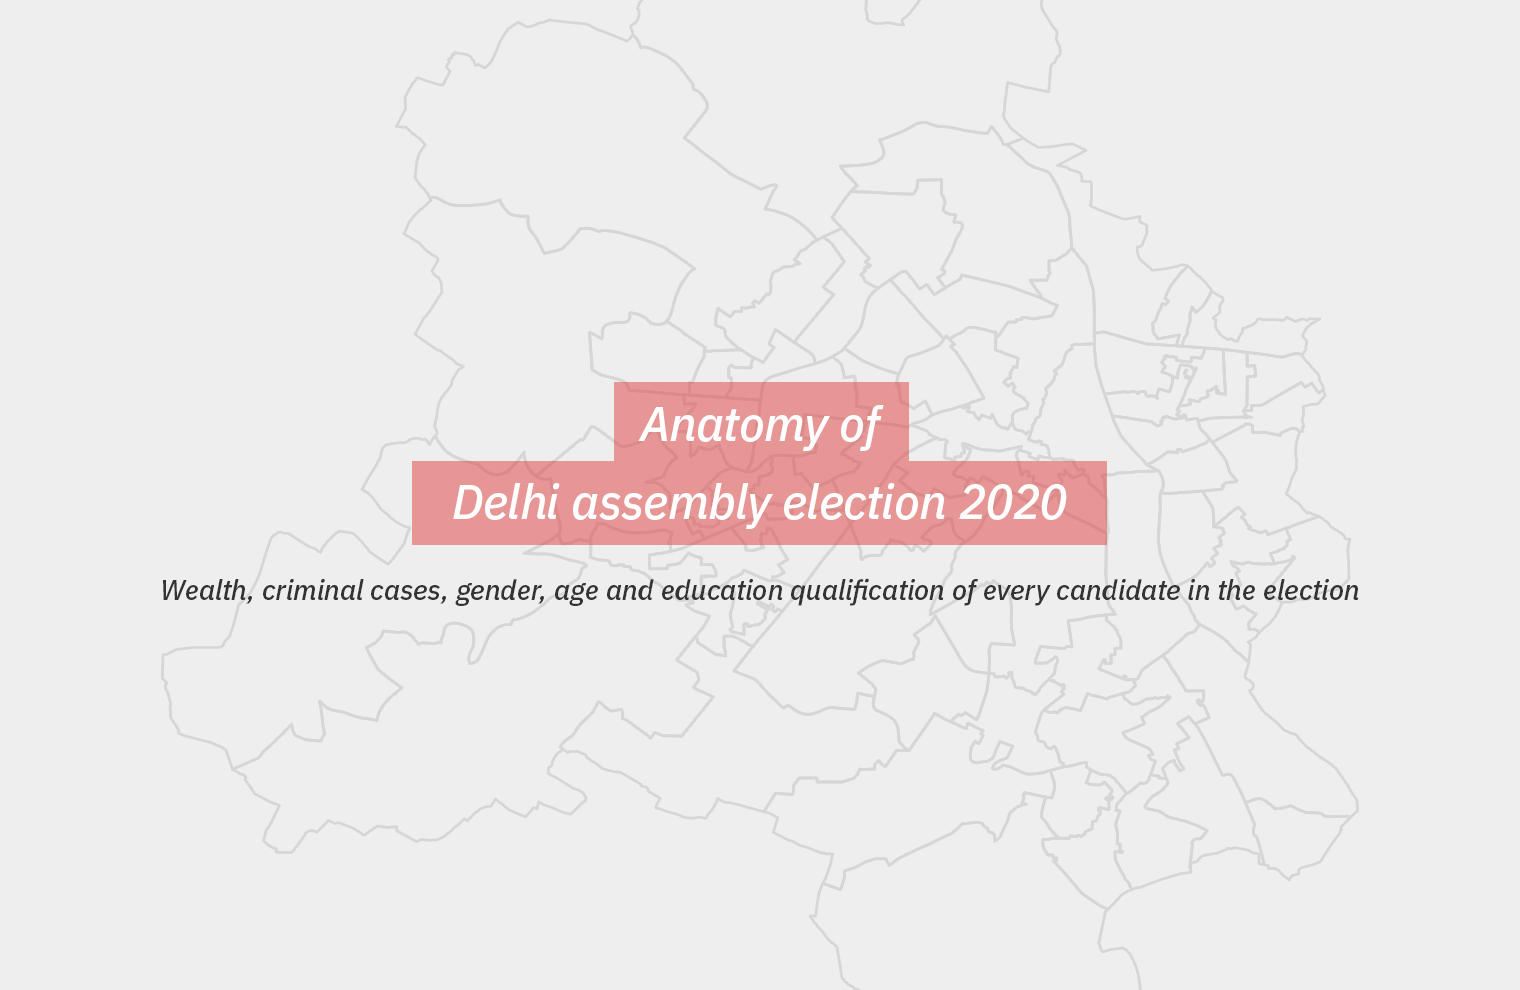 Anatomy of
Delhi assembly election 2020
Wealth, criminal cases, gender, age and education qualification of every candidate in the election